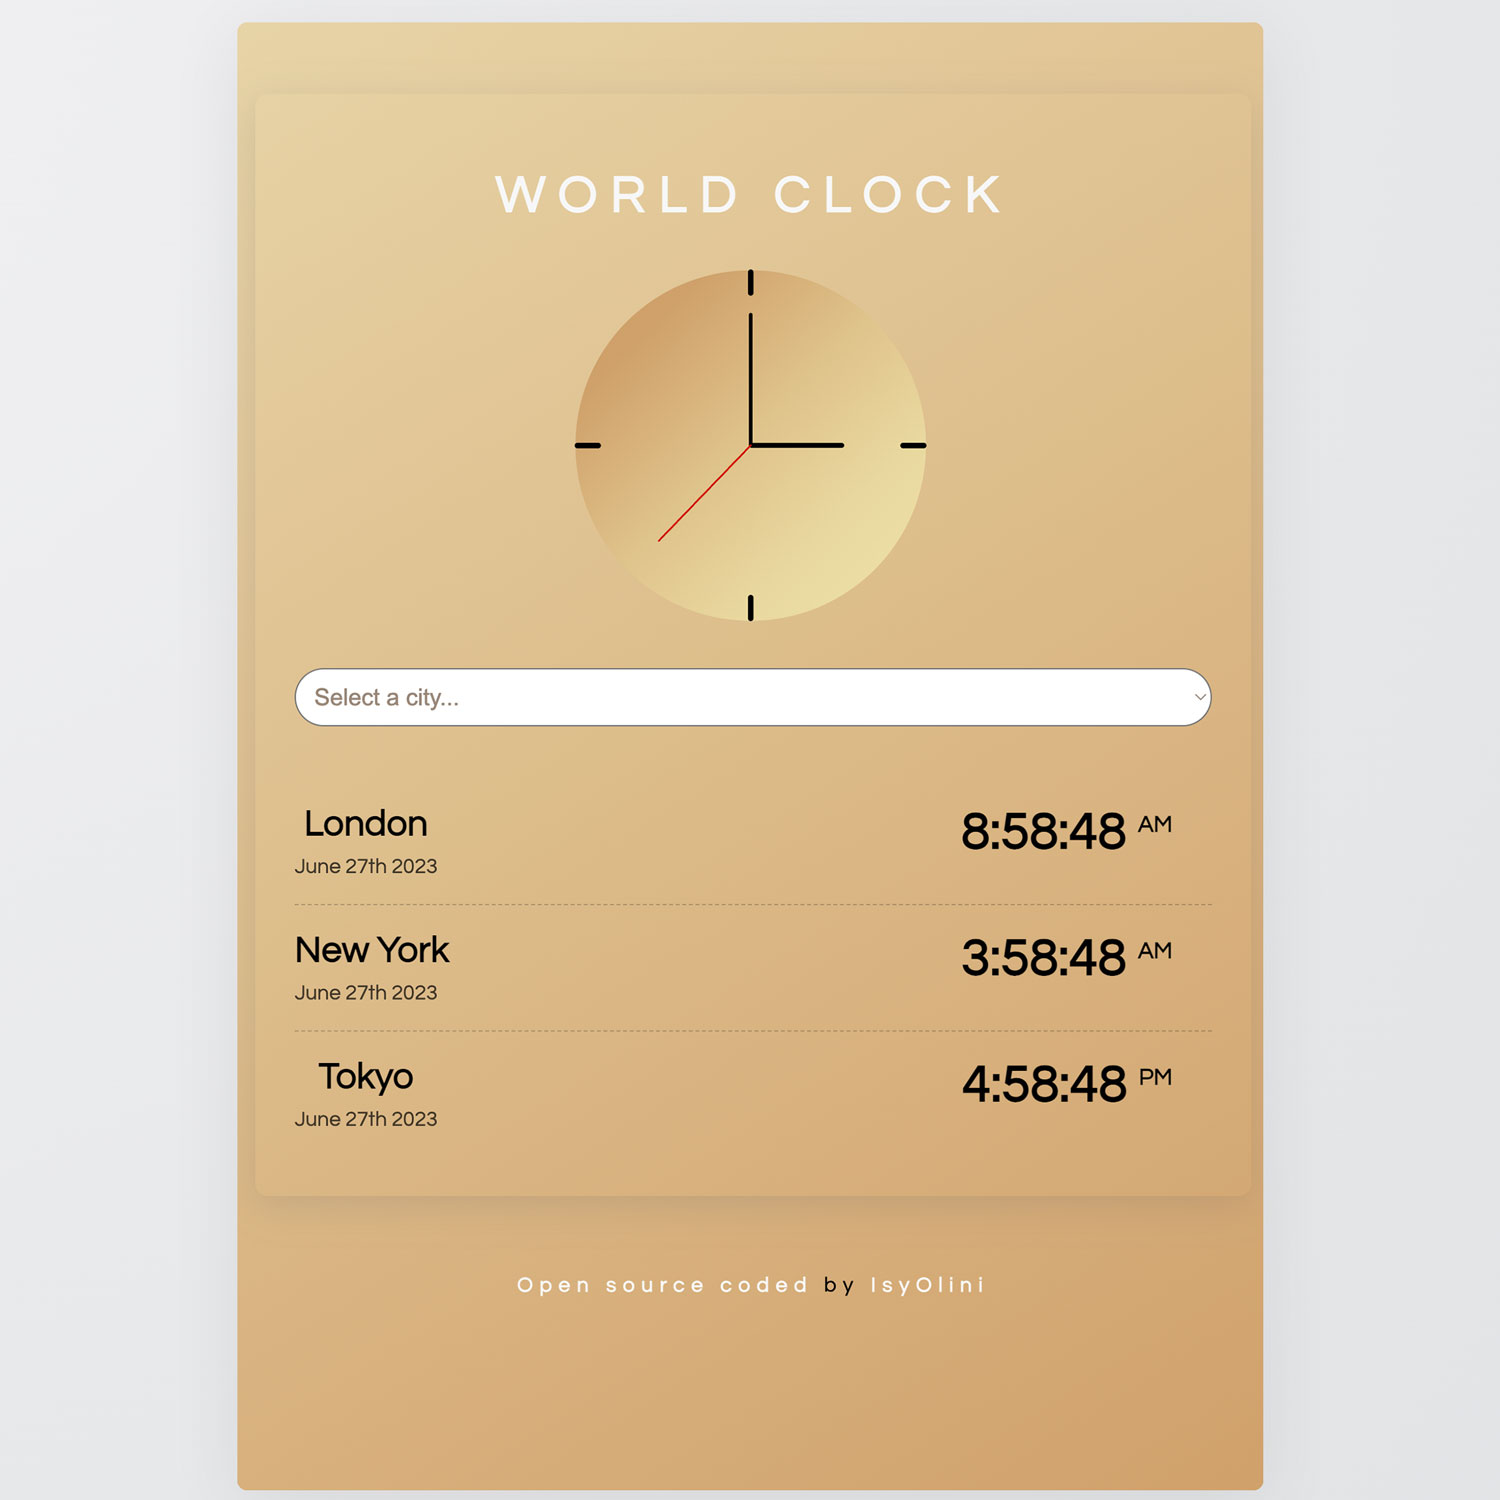 WORLD CLOCK
Select a city...
London
8:58:48 AM
June 27th 2023
New York
3:58:48 AM
June 27th 2023
Tokyo
4:58:48 PM
June 27th 2023
Open source coded by IsyOlini